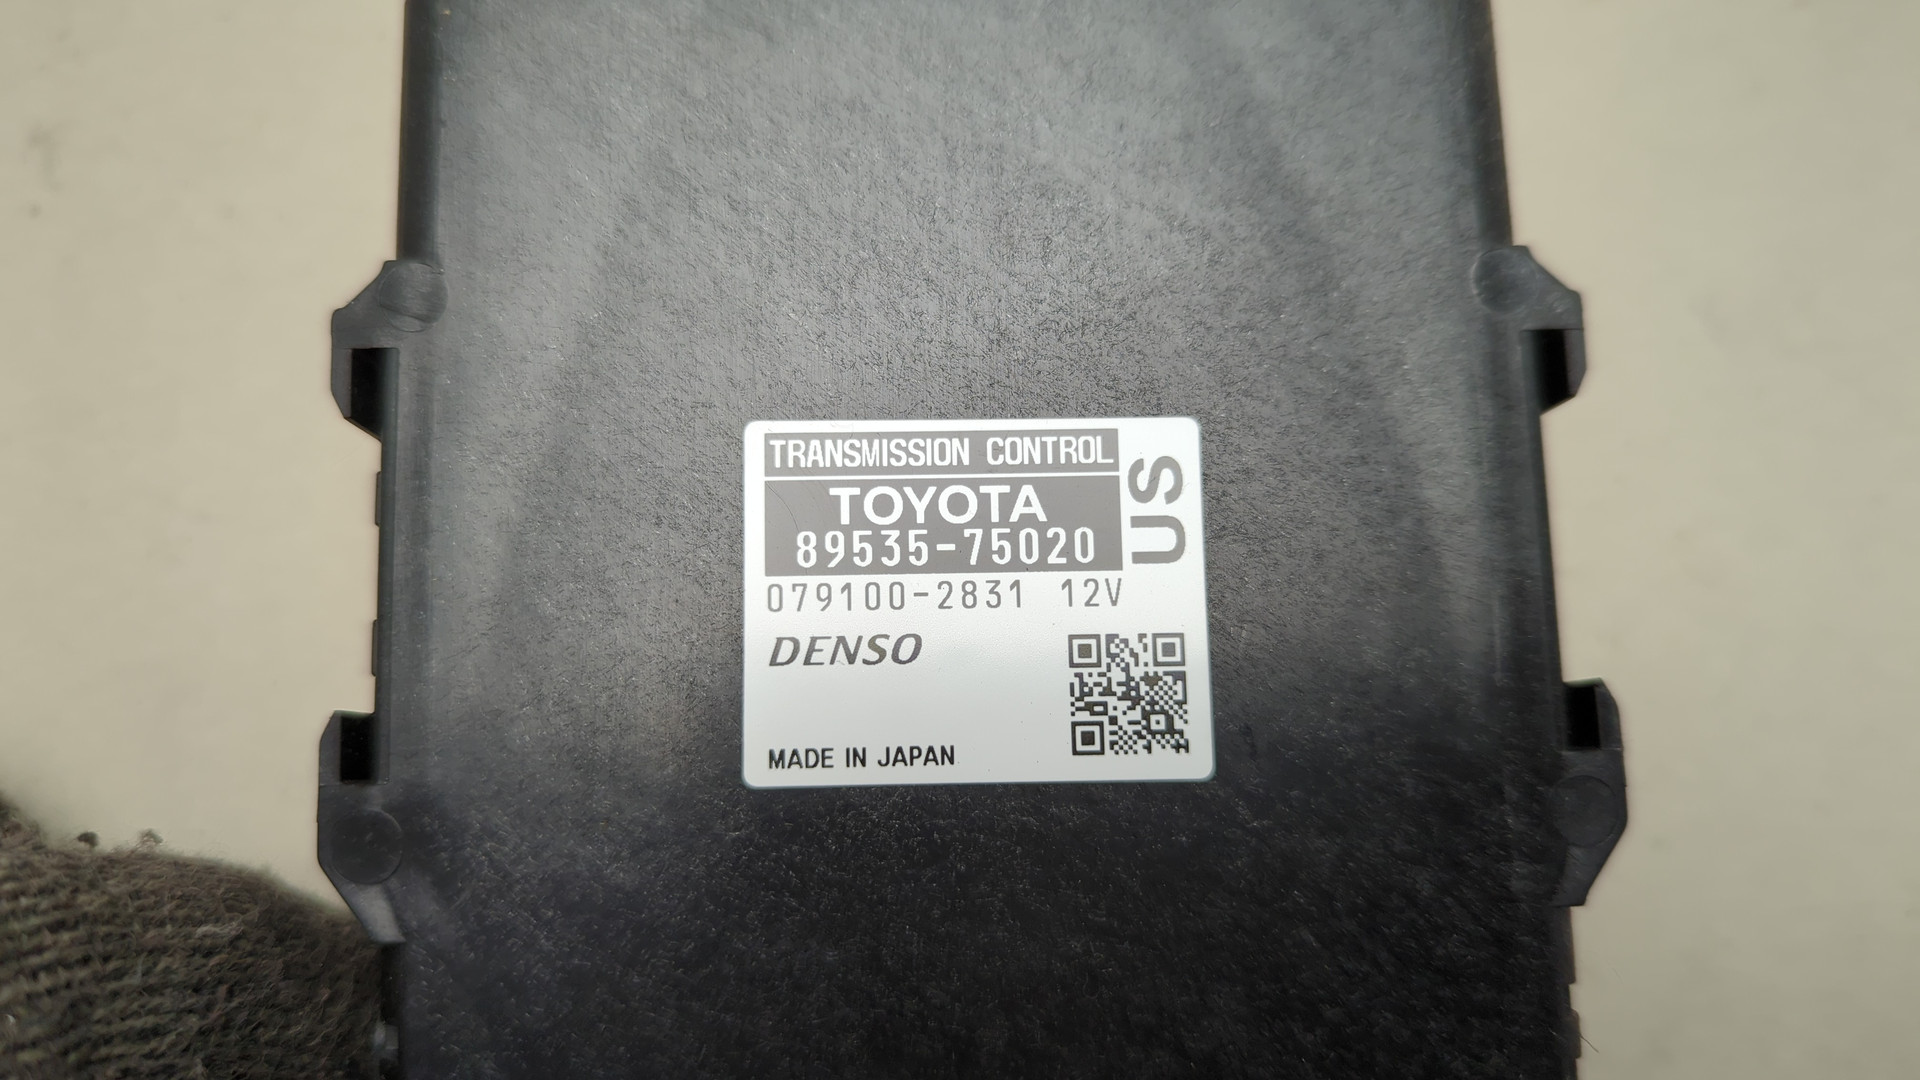 TRANSMISSION CONTROL
TOYOTA
89535-75020
US
079100-2831 12V
DENSO
MADE IN JAPAN